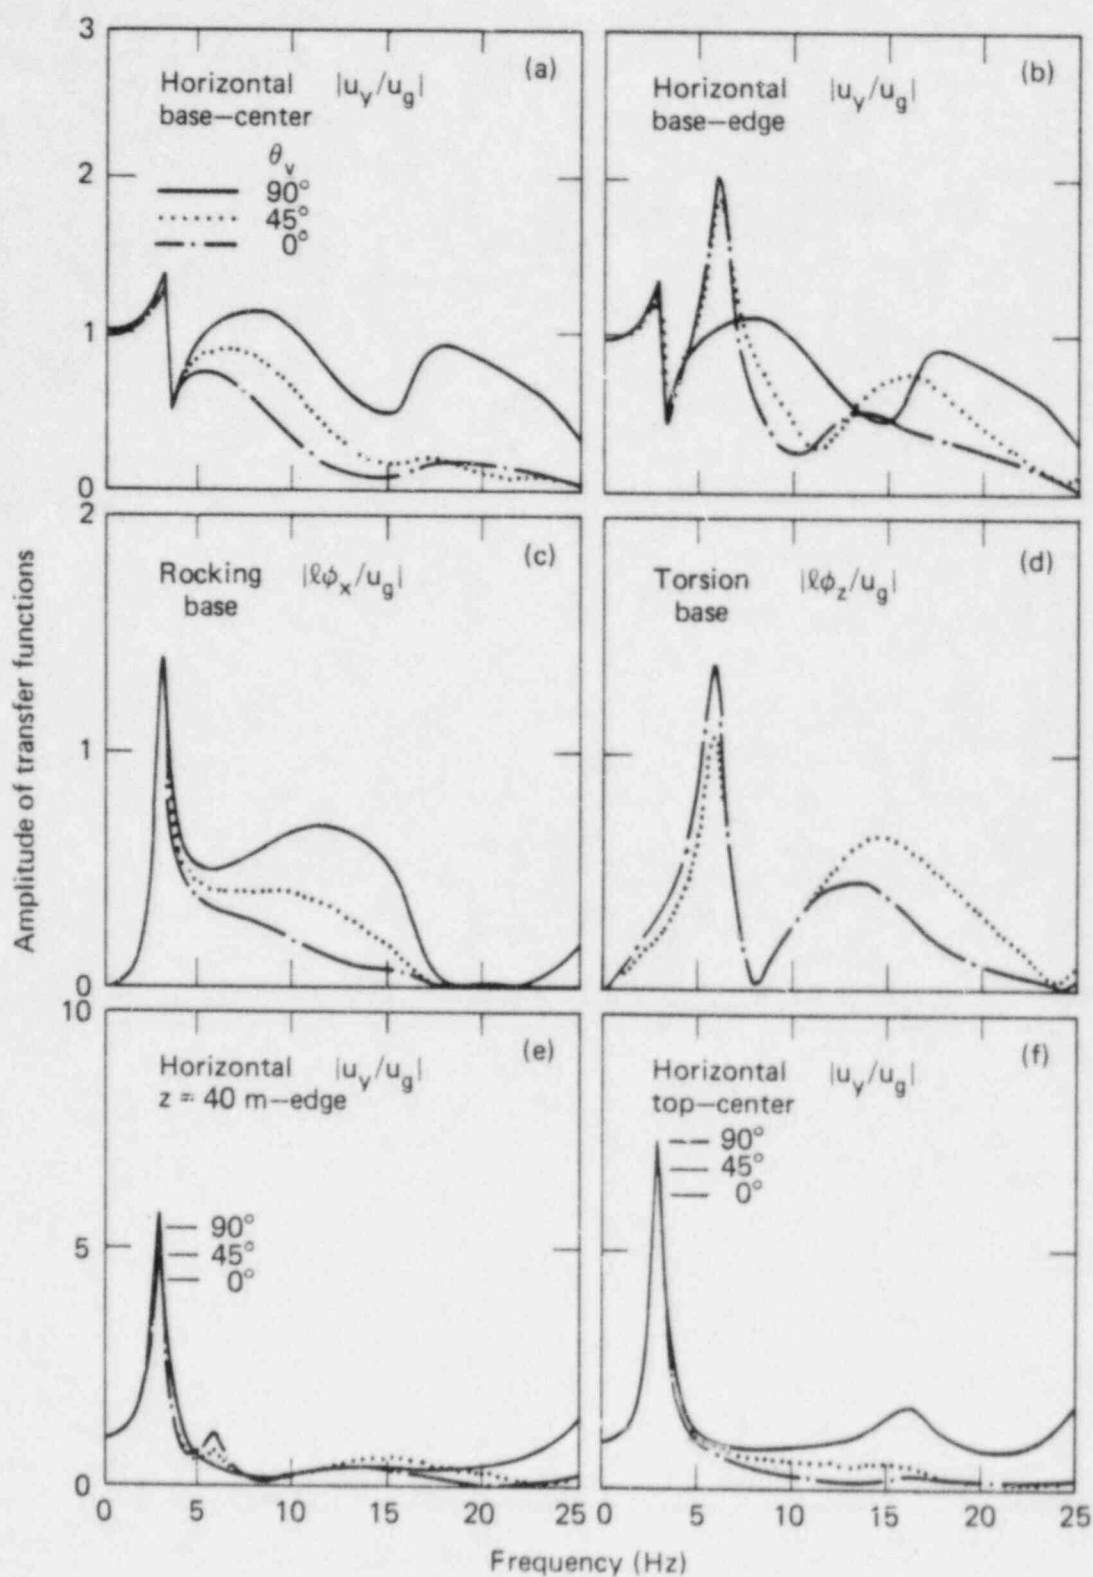 3
2
1
0
(a)
Horizontal |u_y/u_g|
base—center
θ_v
90°
45°
0°
(b)
Horizontal |u_y/u_g|
base—edge
2
1
0
(c)
Rocking |ℓφ_x/u_g|
base
(d)
Torsion |ℓφ_z/u_g|
base
Amplitude of transfer functions
10
5
0
(e)
Horizontal |u_y/u_g|
z = 40 m—edge
90°
45°
0°
(f)
Horizontal |u_y/u_g|
top—center
90°
45°
0°
0 5 10 15 20 25 0 5 10 15 20 25
Frequency (Hz)